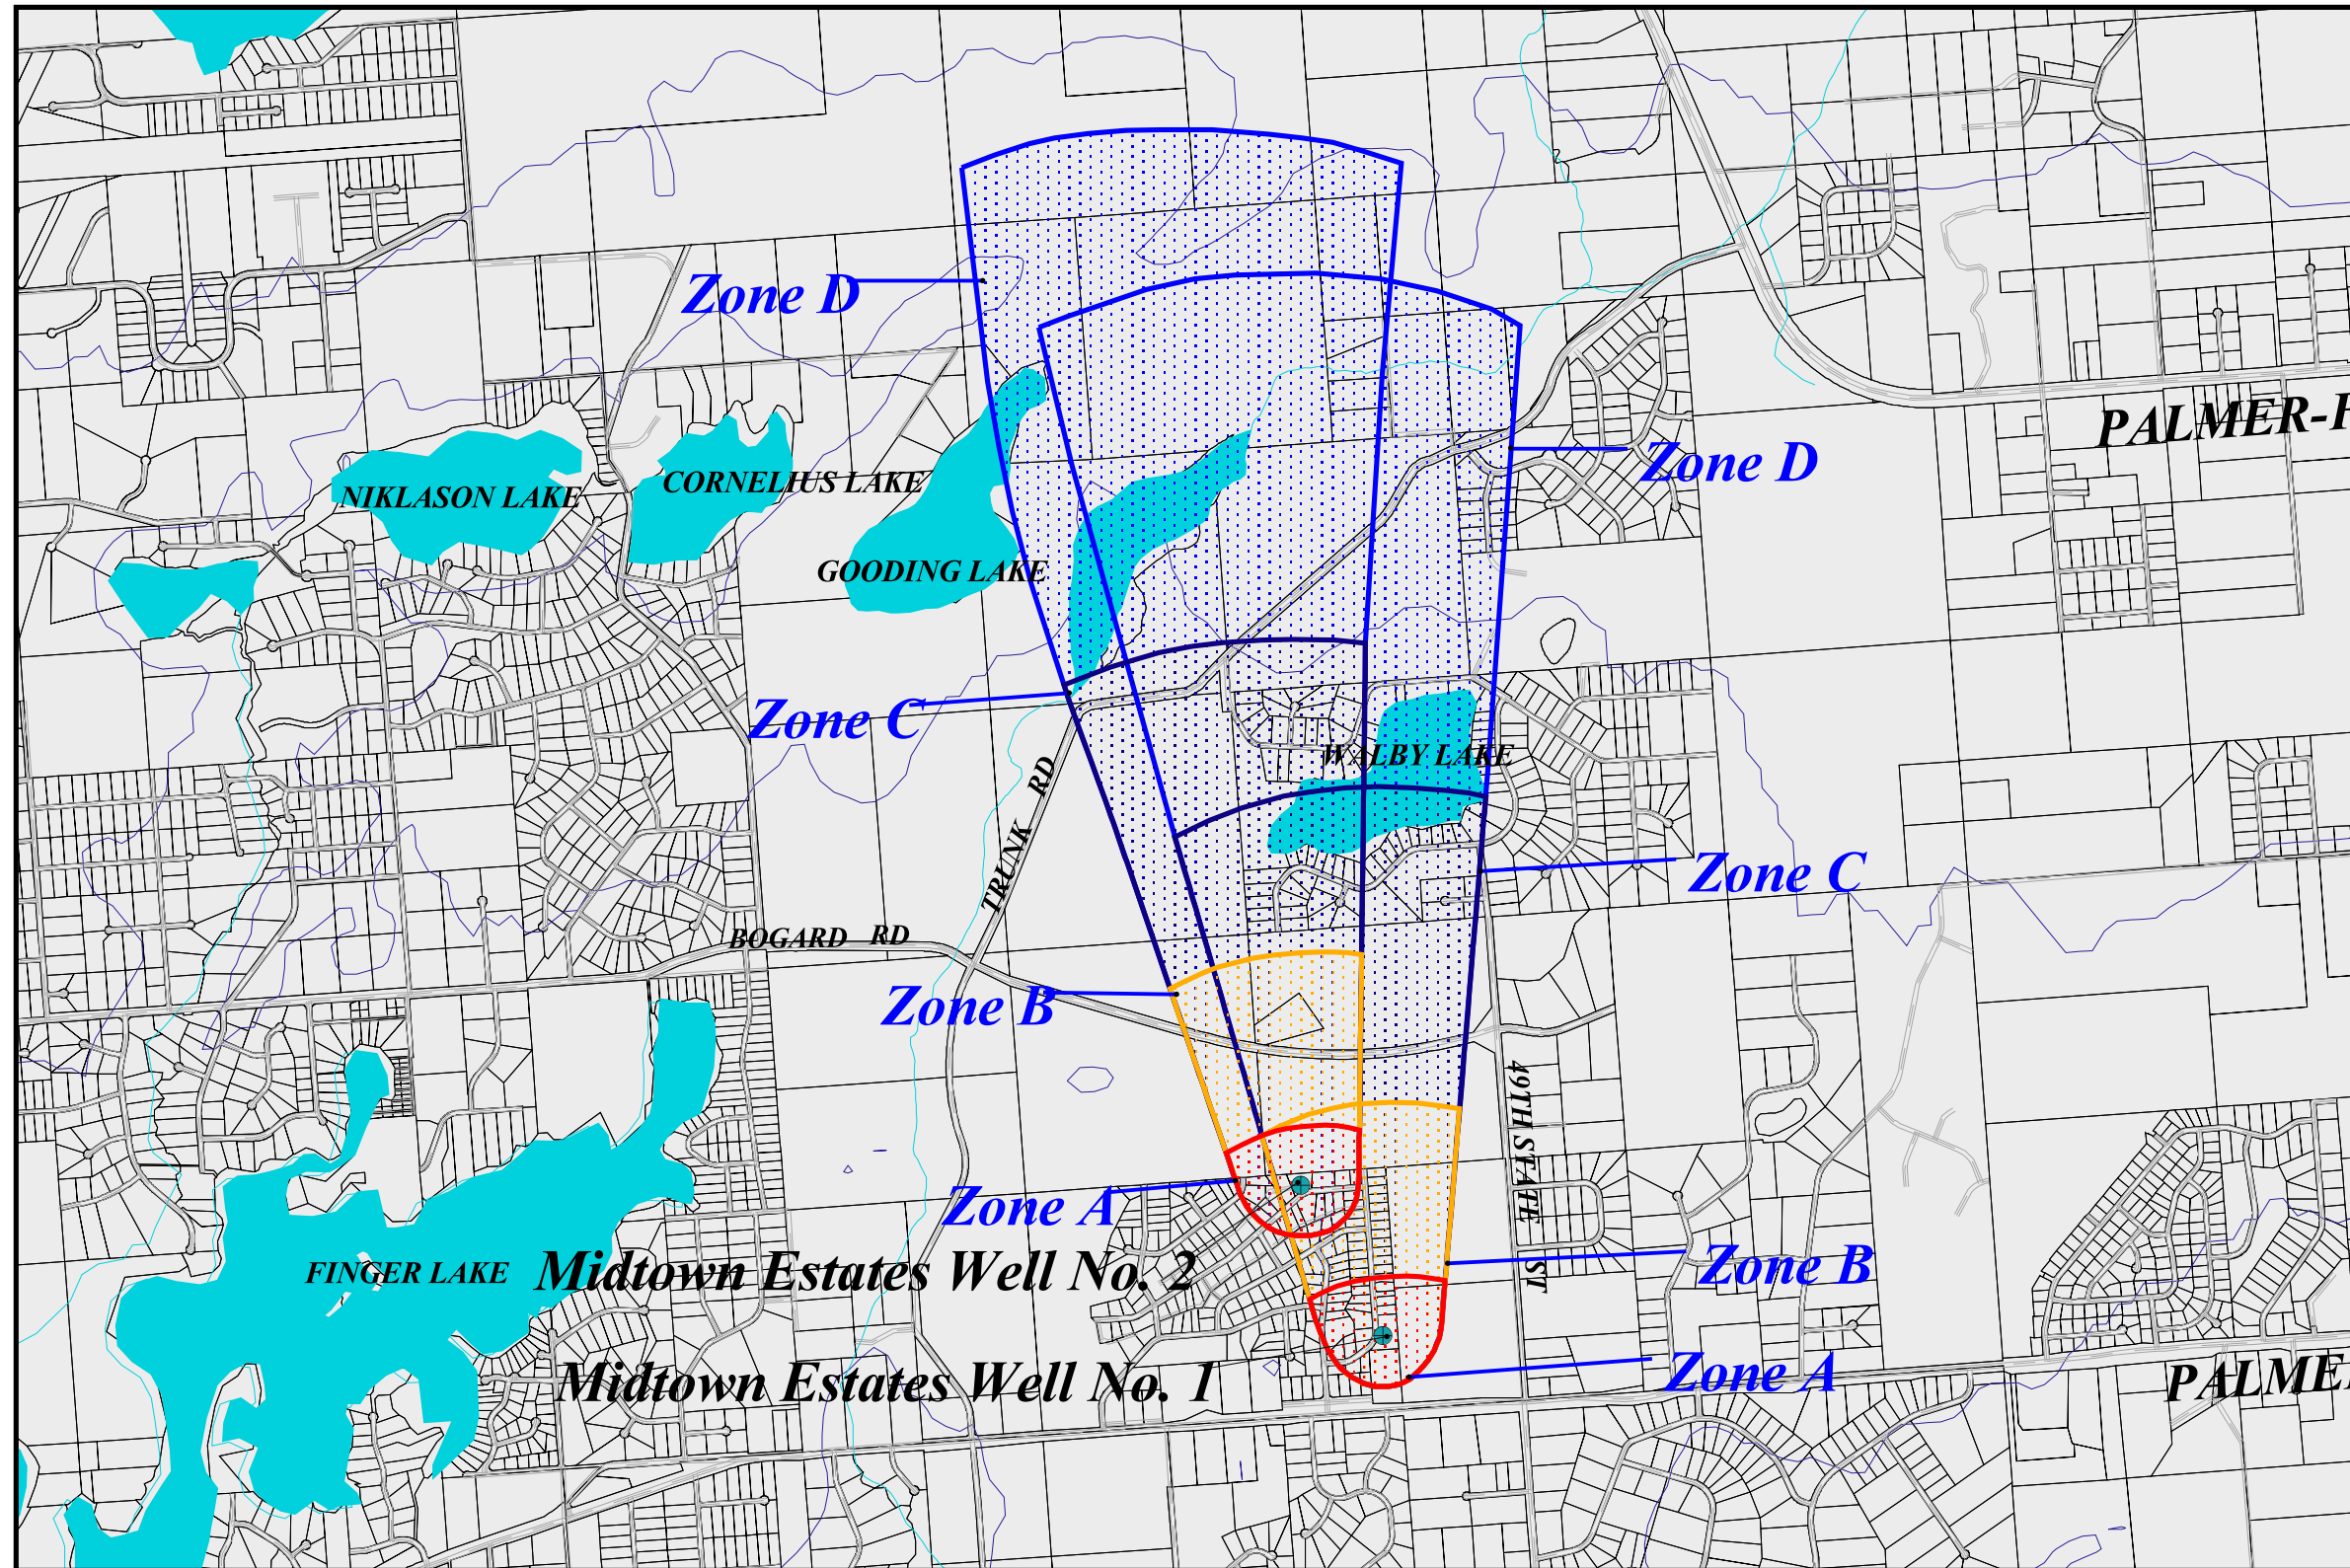 Zone D
PALMER-
Zone D
CORNELIUS LAKE
NIKLASON LAKE
GOODING LAKE
Zone C
WALBY LAKE
TRUNK RD
Zone C
BOGARD RD
Zone B
49TH STATE ST
Zone A
Zone B
FINGER LAKE
Midtown Estates Well No. 2
Midtown Estates Well No. 1
Zone A
PALME